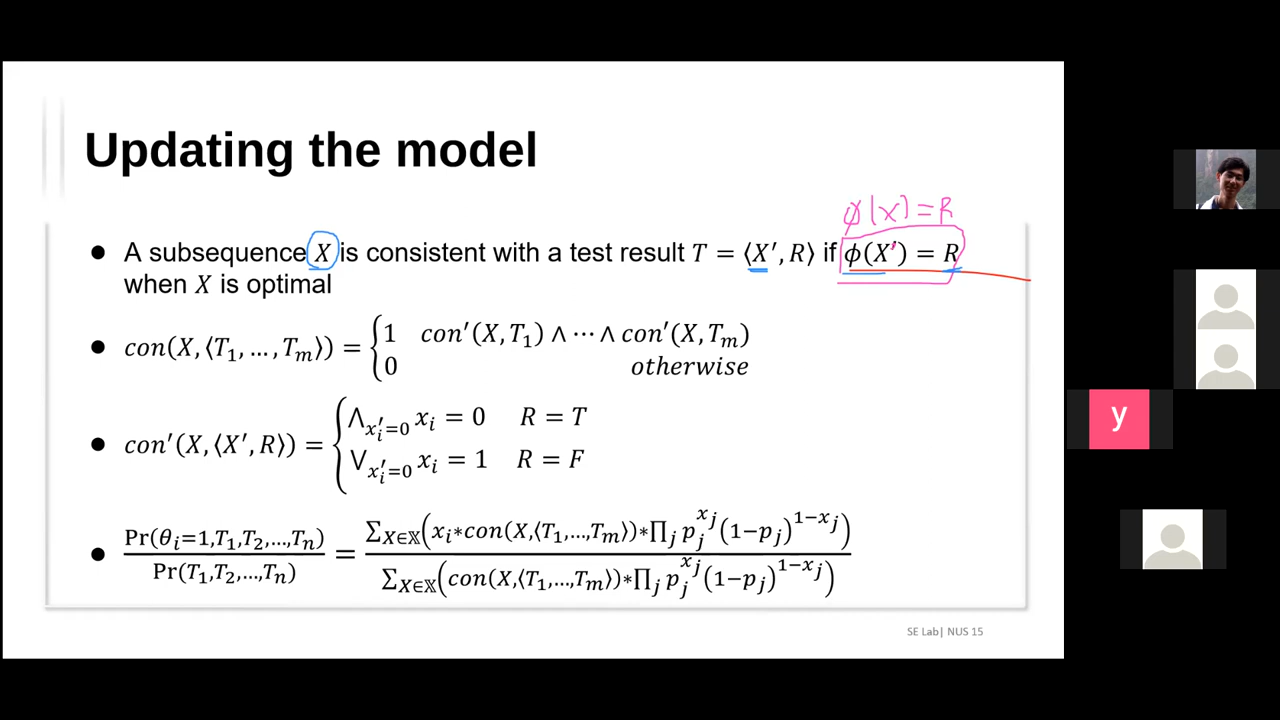 Updating the model
ϕ(X)=R
● A subsequence X is consistent with a test result T = ⟨X′, R⟩ if ϕ(X′) = R
when X is optimal
● con(X, ⟨T₁, …, Tₘ⟩) = { 1 con′(X, T₁) ∧ ⋯ ∧ con′(X, Tₘ)
0 otherwise
● con′(X, ⟨X′, R⟩) = { ⋀_{x′ᵢ=0} xᵢ = 0 R = T
⋁_{x′ᵢ=0} xᵢ = 1 R = F
● Pr(θᵢ=1,T₁,T₂,…,Tₙ) / Pr(T₁,T₂,…,Tₙ) = ∑_{X∈𝕏}(xᵢ∗con(X,⟨T₁,…,Tₘ⟩)∗∏ⱼ pⱼ^{xⱼ}(1−pⱼ)^{1−xⱼ}) / ∑_{X∈𝕏}(con(X,⟨T₁,…,Tₘ⟩)∗∏ⱼ pⱼ^{xⱼ}(1−pⱼ)^{1−xⱼ})
SE Lab| NUS 15
y